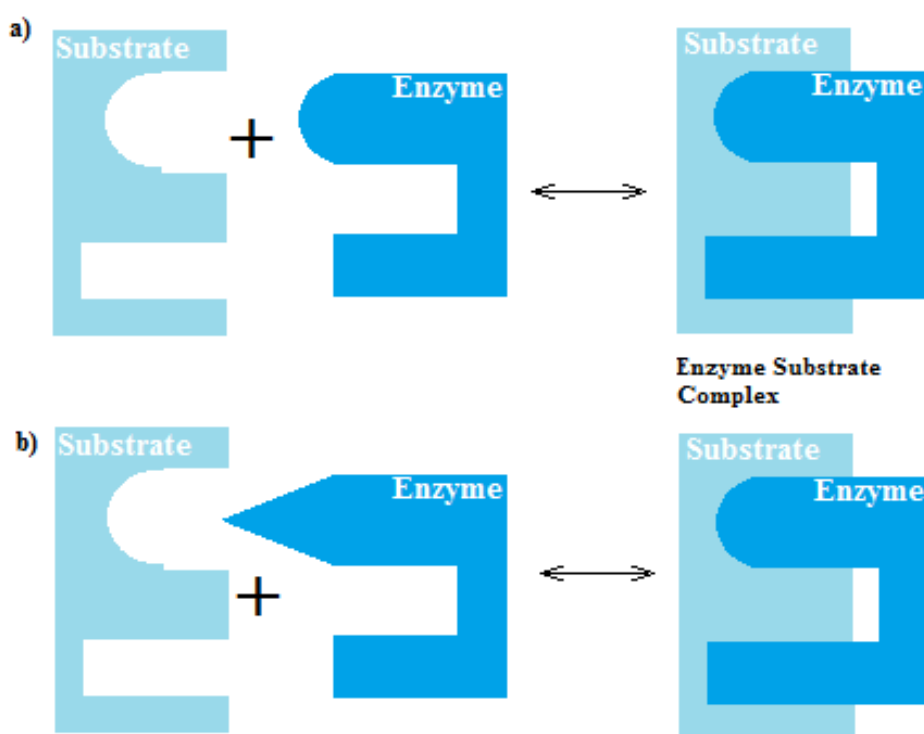 a)
Substrate
+
Enzyme
Substrate
Enzyme
Enzyme Substrate
Complex
b)
Substrate
+
Enzyme
Substrate
Enzyme